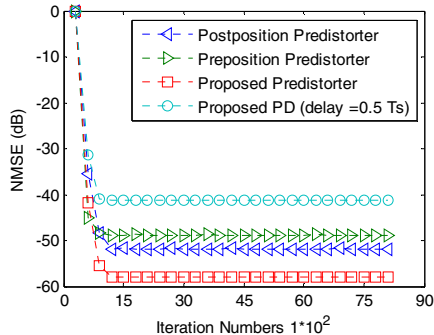 0
-10
-20
-30
-40
-50
-60
NMSE (dB)
Postposition Predistorter
Preposition Predistorter
Proposed Predistorter
Proposed PD (delay =0.5 Ts)
0 15 30 45 60 75 90
Iteration Numbers 1*10²